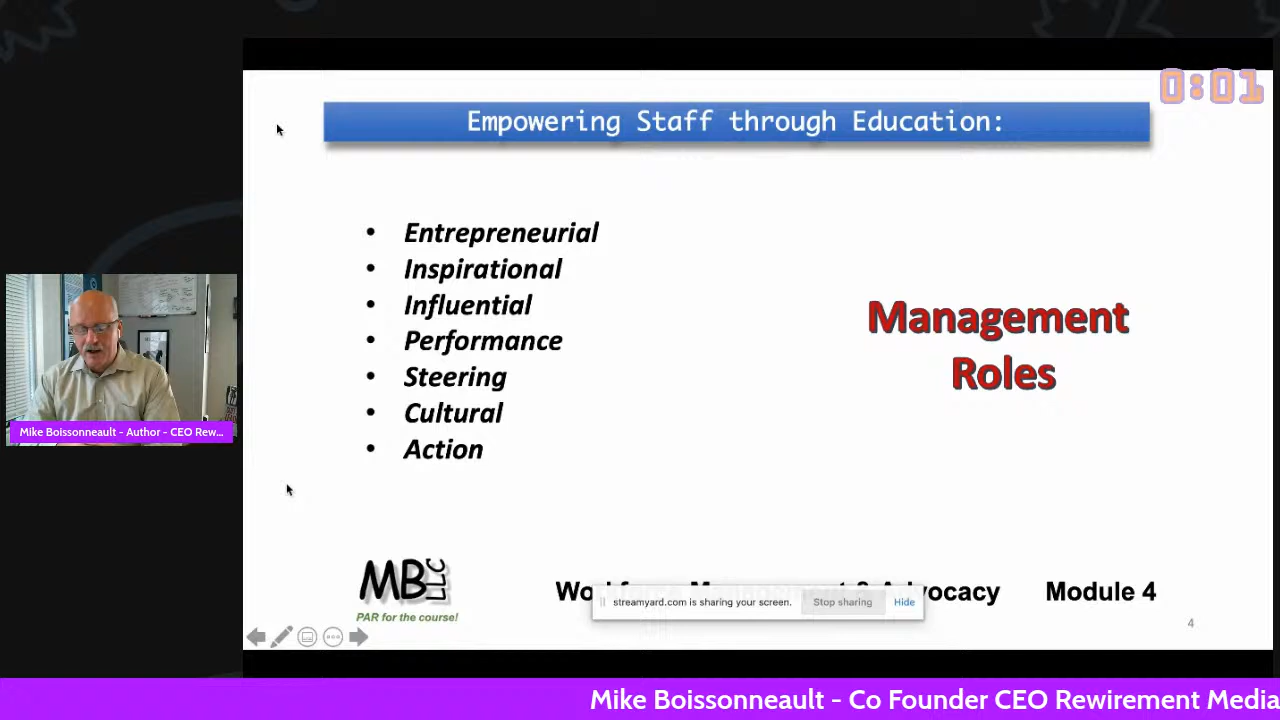 0:01
Empowering Staff through Education:
• Entrepreneurial
• Inspirational
• Influential
• Performance
• Steering
• Cultural
• Action
Management
Roles
Mike Boissonneault - Author - CEO Rew...
MB LLC
PAR for the course!
Advocacy Module 4
streamyard.com is sharing your screen. Stop sharing Hide
4
Mike Boissonneault - Co Founder CEO Rewirement Media